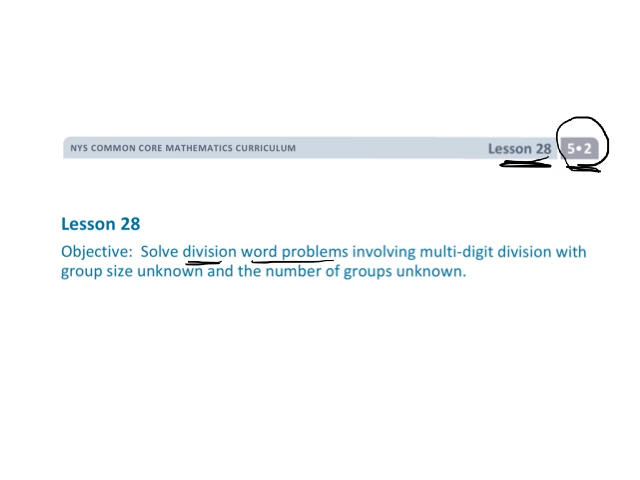 NYS COMMON CORE MATHEMATICS CURRICULUM Lesson 28 5•2
Lesson 28
Objective: Solve division word problems involving multi-digit division with
group size unknown and the number of groups unknown.